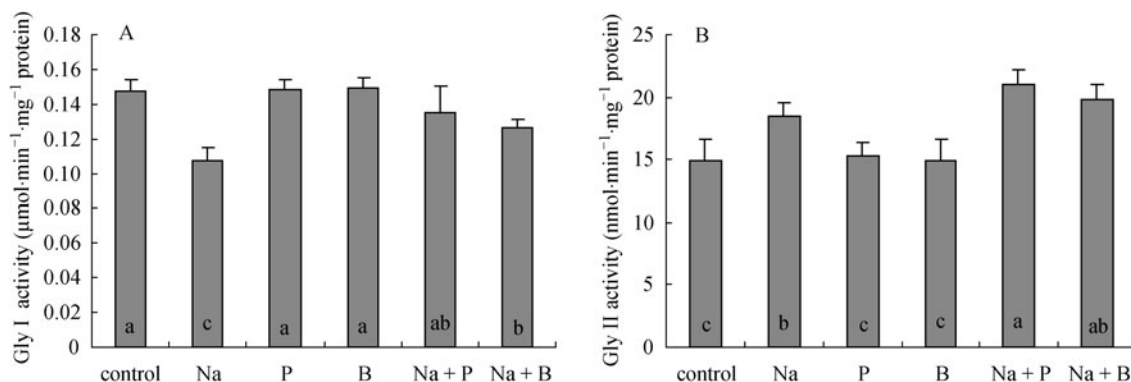 A
Gly I activity (μmol·min⁻¹·mg⁻¹ protein)
0.18
0.16
0.14
0.12
0.10
0.08
0.06
0.04
0.02
0
a
c
a
a
ab
b
control Na P B Na + P Na + B
B
Gly II activity (nmol·min⁻¹·mg⁻¹ protein)
25
20
15
10
5
0
c
b
c
c
a
ab
control Na P B Na + P Na + B